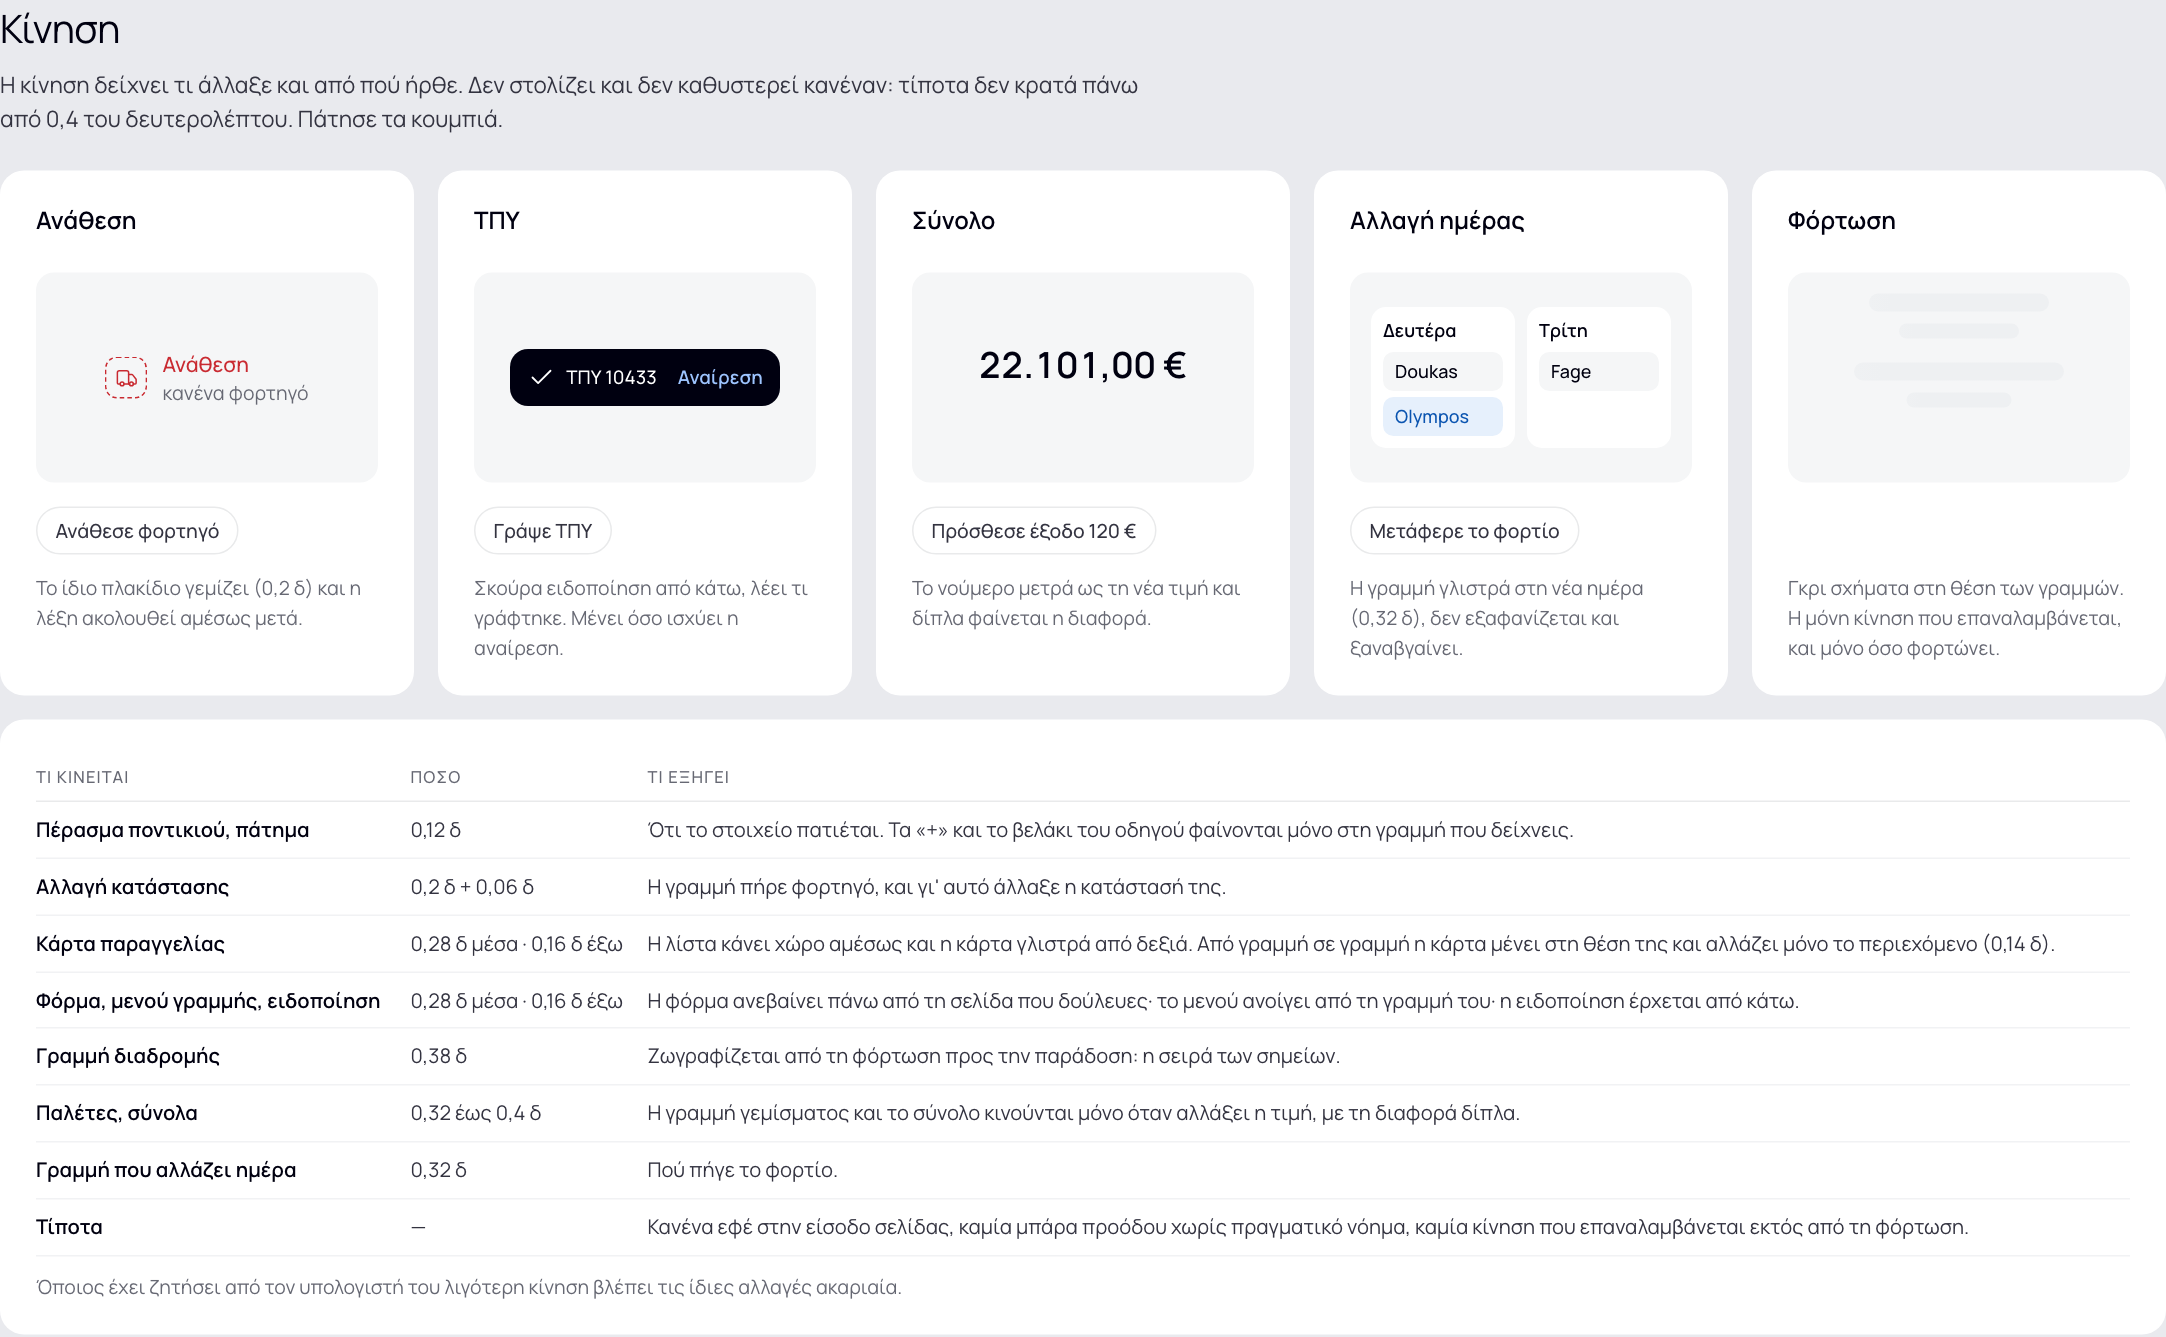 Κίνηση
Η κίνηση δείχνει τι άλλαξε και από πού ήρθε. Δεν στολίζει και δεν καθυστερεί κανέναν: τίποτα δεν κρατά πάνω
από 0,4 του δευτερολέπτου. Πάτησε τα κουμπιά.
Ανάθεση
Ανάθεση
κανένα φορτηγό
Ανάθεσε φορτηγό
Το ίδιο πλακίδιο γεμίζει (0,2 δ) και η
λέξη ακολουθεί αμέσως μετά.
ΤΠΥ
ΤΠΥ 10433 Αναίρεση
Γράψε ΤΠΥ
Σκούρα ειδοποίηση από κάτω, λέει τι
γράφτηκε. Μένει όσο ισχύει η
αναίρεση.
Σύνολο
22.101,00 €
Πρόσθεσε έξοδο 120 €
Το νούμερο μετρά ως τη νέα τιμή και
δίπλα φαίνεται η διαφορά.
Αλλαγή ημέρας
Δευτέρα
Doukas
Olympos
Τρίτη
Fage
Μετάφερε το φορτίο
Η γραμμή γλιστρά στη νέα ημέρα
(0,32 δ), δεν εξαφανίζεται και
ξαναβγαίνει.
Φόρτωση
Γκρι σχήματα στη θέση των γραμμών.
Η μόνη κίνηση που επαναλαμβάνεται,
και μόνο όσο φορτώνει.
ΤΙ ΚΙΝΕΙΤΑΙ ΠΟΣΟ ΤΙ ΕΞΗΓΕΙ
Πέρασμα ποντικιού, πάτημα 0,12 δ Ότι το στοιχείο πατιέται. Τα «+» και το βελάκι του οδηγού φαίνονται μόνο στη γραμμή που δείχνεις.
Αλλαγή κατάστασης 0,2 δ + 0,06 δ Η γραμμή πήρε φορτηγό, και γι' αυτό άλλαξε η κατάστασή της.
Κάρτα παραγγελίας 0,28 δ μέσα · 0,16 δ έξω Η λίστα κάνει χώρο αμέσως και η κάρτα γλιστρά από δεξιά. Από γραμμή σε γραμμή η κάρτα μένει στη θέση της και αλλάζει μόνο το περιεχόμενο (0,14 δ).
Φόρμα, μενού γραμμής, ειδοποίηση 0,28 δ μέσα · 0,16 δ έξω Η φόρμα ανεβαίνει πάνω από τη σελίδα που δούλευες· το μενού ανοίγει από τη γραμμή του· η ειδοποίηση έρχεται από κάτω.
Γραμμή διαδρομής 0,38 δ Ζωγραφίζεται από τη φόρτωση προς την παράδοση: η σειρά των σημείων.
Παλέτες, σύνολα 0,32 έως 0,4 δ Η γραμμή γεμίσματος και το σύνολο κινούνται μόνο όταν αλλάξει η τιμή, με τη διαφορά δίπλα.
Γραμμή που αλλάζει ημέρα 0,32 δ Πού πήγε το φορτίο.
Τίποτα — Κανένα εφέ στην είσοδο σελίδας, καμία μπάρα προόδου χωρίς πραγματικό νόημα, καμία κίνηση που επαναλαμβάνεται εκτός από τη φόρτωση.
Όποιος έχει ζητήσει από τον υπολογιστή του λιγότερη κίνηση βλέπει τις ίδιες αλλαγές ακαριαία.